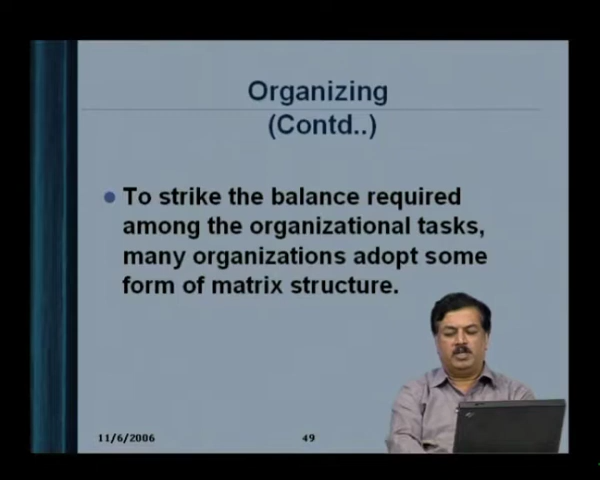 Organizing
(Contd..)
To strike the balance required
among the organizational tasks,
many organizations adopt some
form of matrix structure.
11/6/2006
49